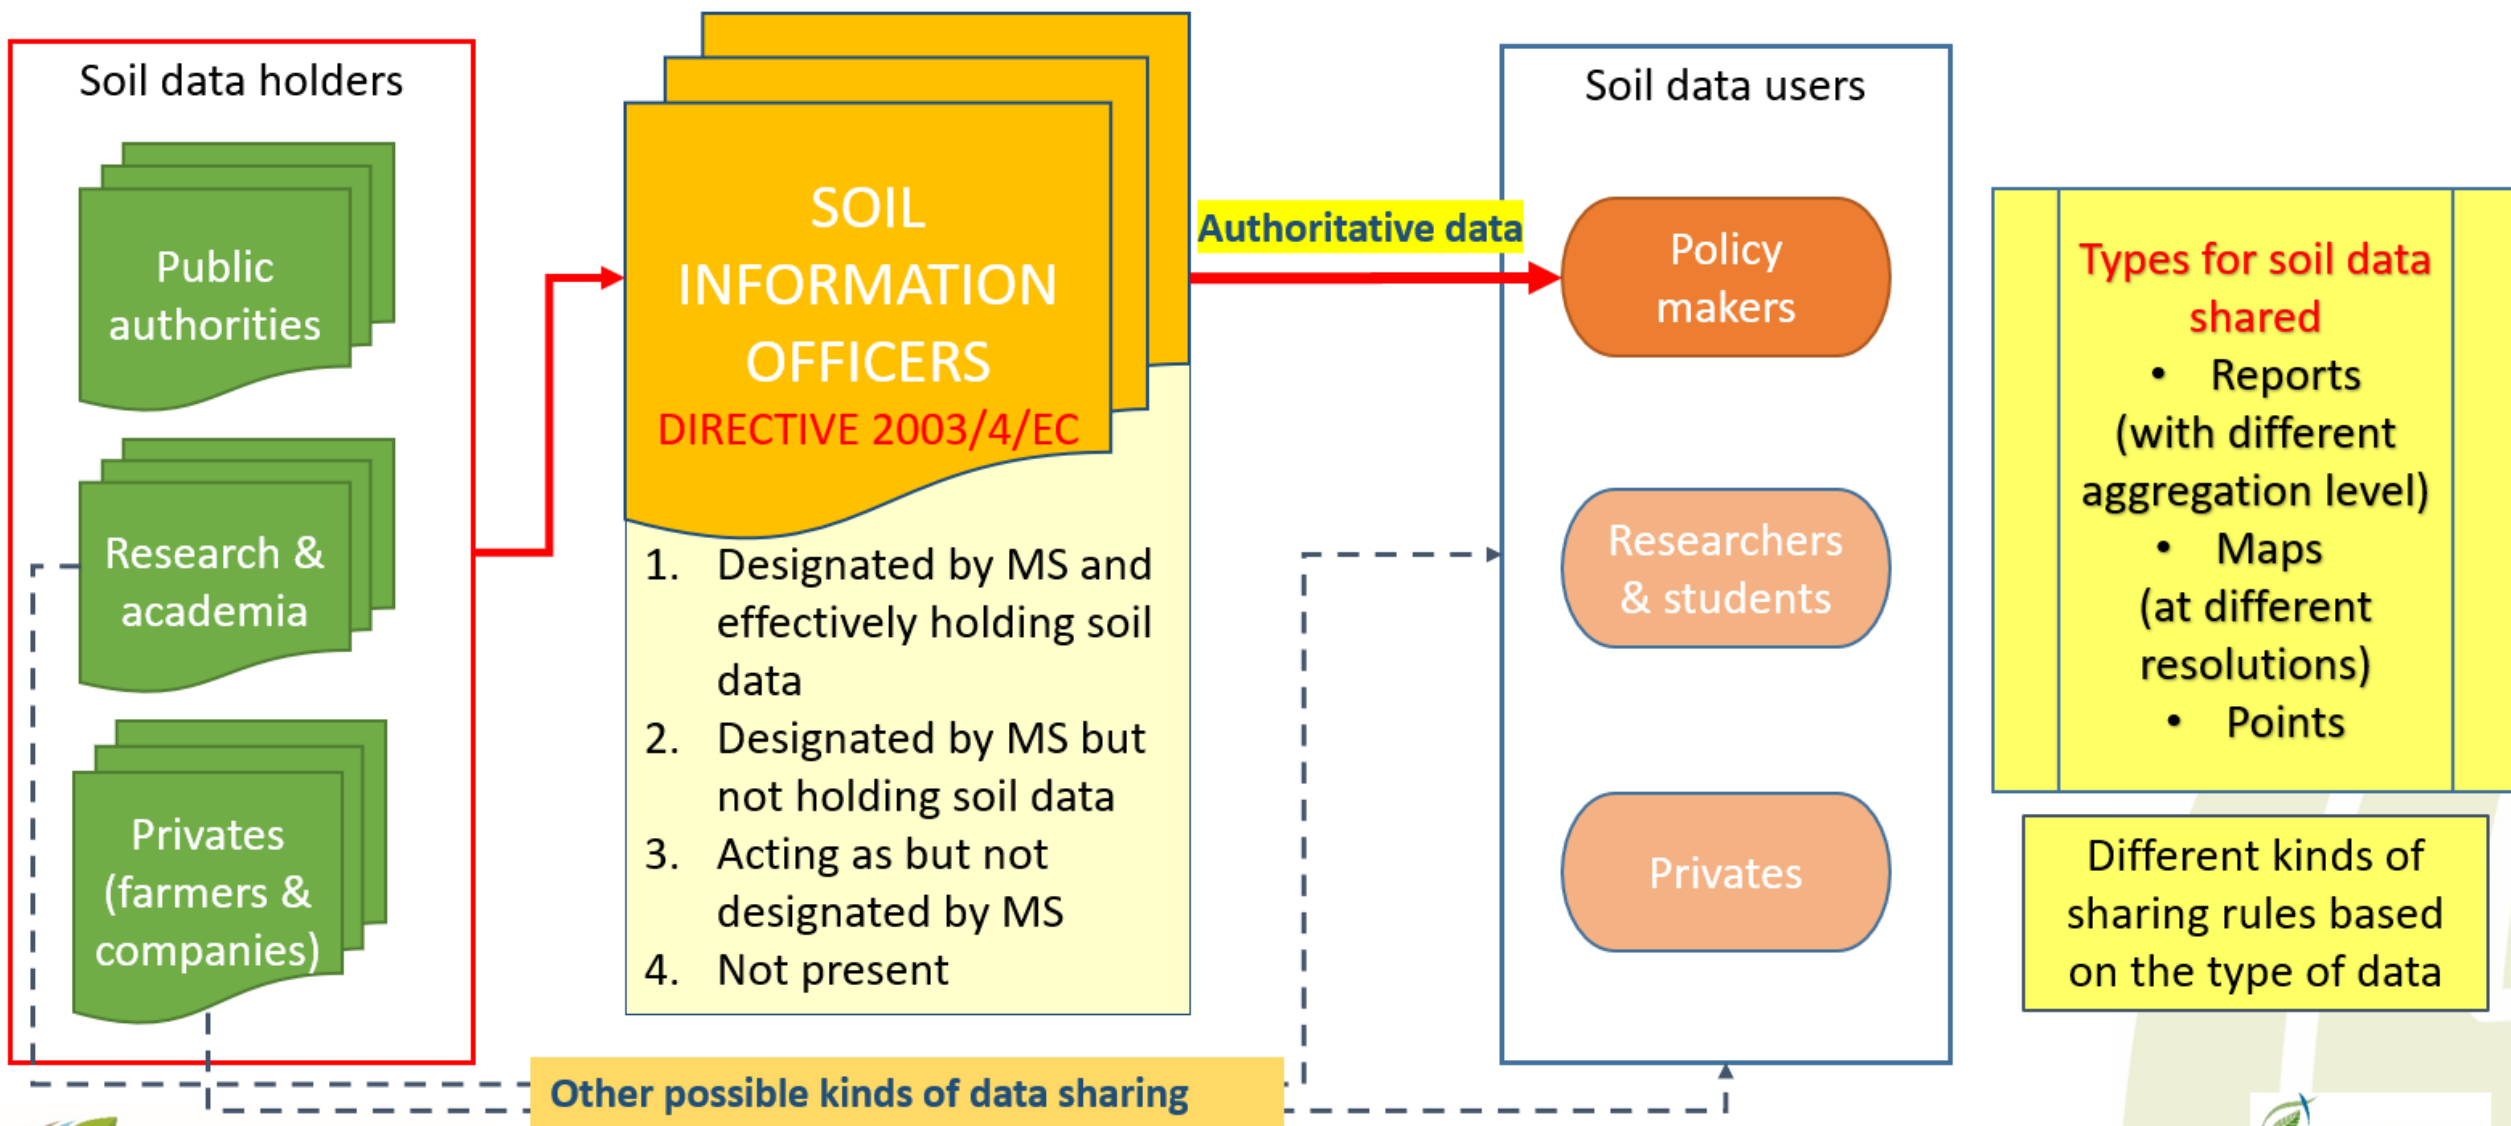 Soil data holders
Public
authorities
Research &
academia
Privates
(farmers &
companies)
SOIL
INFORMATION
OFFICERS
DIRECTIVE 2003/4/EC
1. Designated by MS and
effectively holding soil
data
2. Designated by MS but
not holding soil data
3. Acting as but not
designated by MS
4. Not present
Authoritative data
Other possible kinds of data sharing
Soil data users
Policy
makers
Researchers
& students
Privates
Types for soil data
shared
• Reports
(with different
aggregation level)
• Maps
(at different
resolutions)
• Points
Different kinds of
sharing rules based
on the type of data